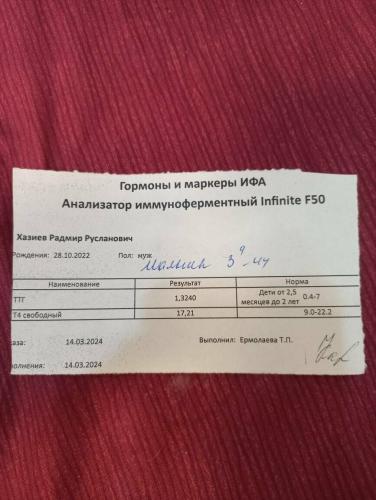 Гормоны и маркеры ИФА
Анализатор иммуноферментный Infinite F50
Хазиев Радмир Русланович
Рождения: 28.10.2022 Пол: муж
Наименование Результат Норма
ТТГ 1,3240 Дети от 2,5 месяцев до 2 лет 0.4-7
Т4 свободный 17,21 9.0-22.2
аза: 14.03.2024 Выполнил: Ермолаева Т.П.
олнения: 14.03.2024